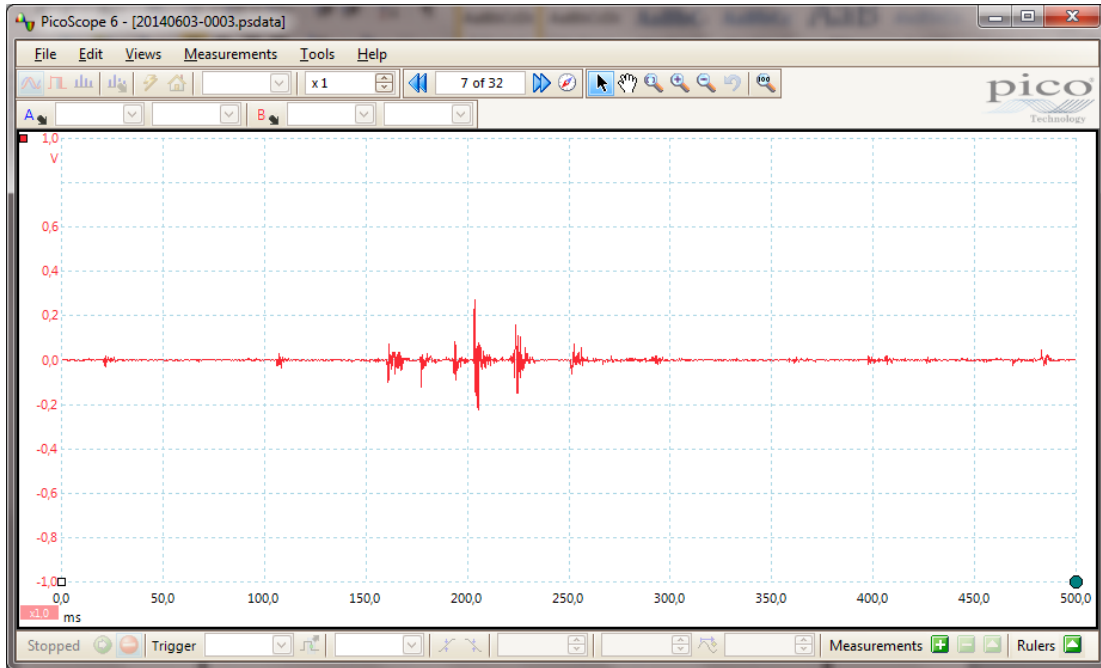 PicoScope 6 - [20140603-0003.psdata]
File Edit Views Measurements Tools Help
x 1 7 of 32
pico
Technology
A B
1,0
V
0,6
0,4
0,2
0,0
-0,2
-0,4
-0,6
-0,8
-1,0
0,0 50,0 100,0 150,0 200,0 250,0 300,0 350,0 400,0 450,0 500,0
x1.0 ms
Stopped Trigger Measurements Rulers